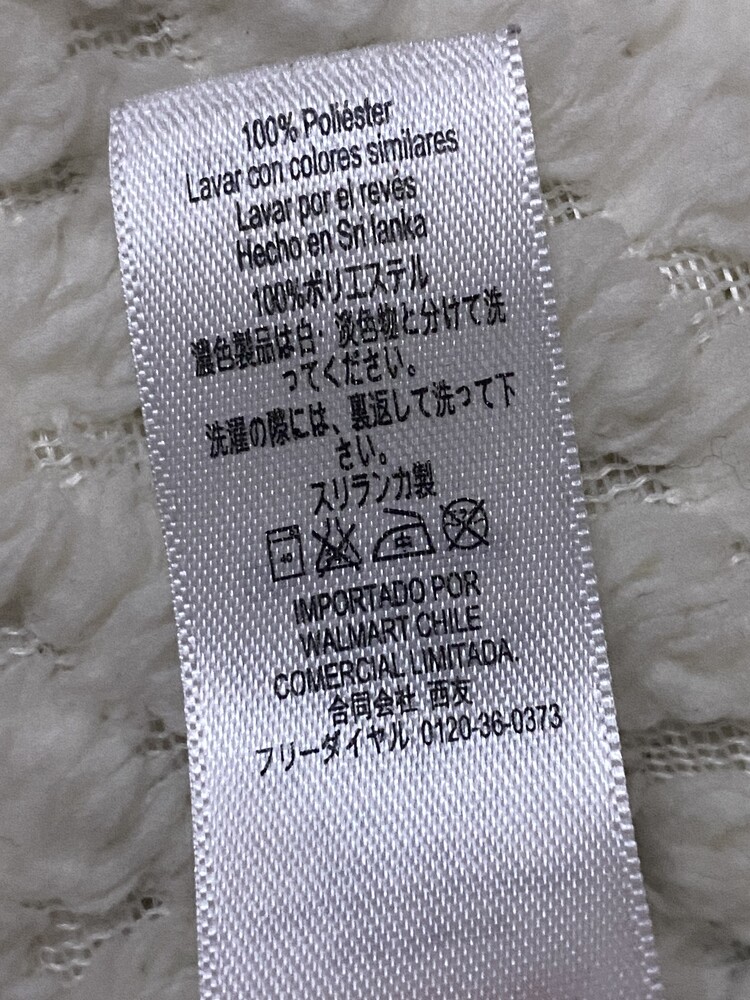 100% Poliéster
Lavar con colores similares
Lavar por el revés
Hecho en Sri lanka
100%ポリエステル
濃色製品は白・淡色物と分けて洗
ってください。
洗濯の際には、裏返して洗って下
さい。
スリランカ製
40
IMPORTADO POR
WALMART CHILE
COMERCIAL LIMITADA.
合同会社 西友
フリーダイヤル 0120-36-0373